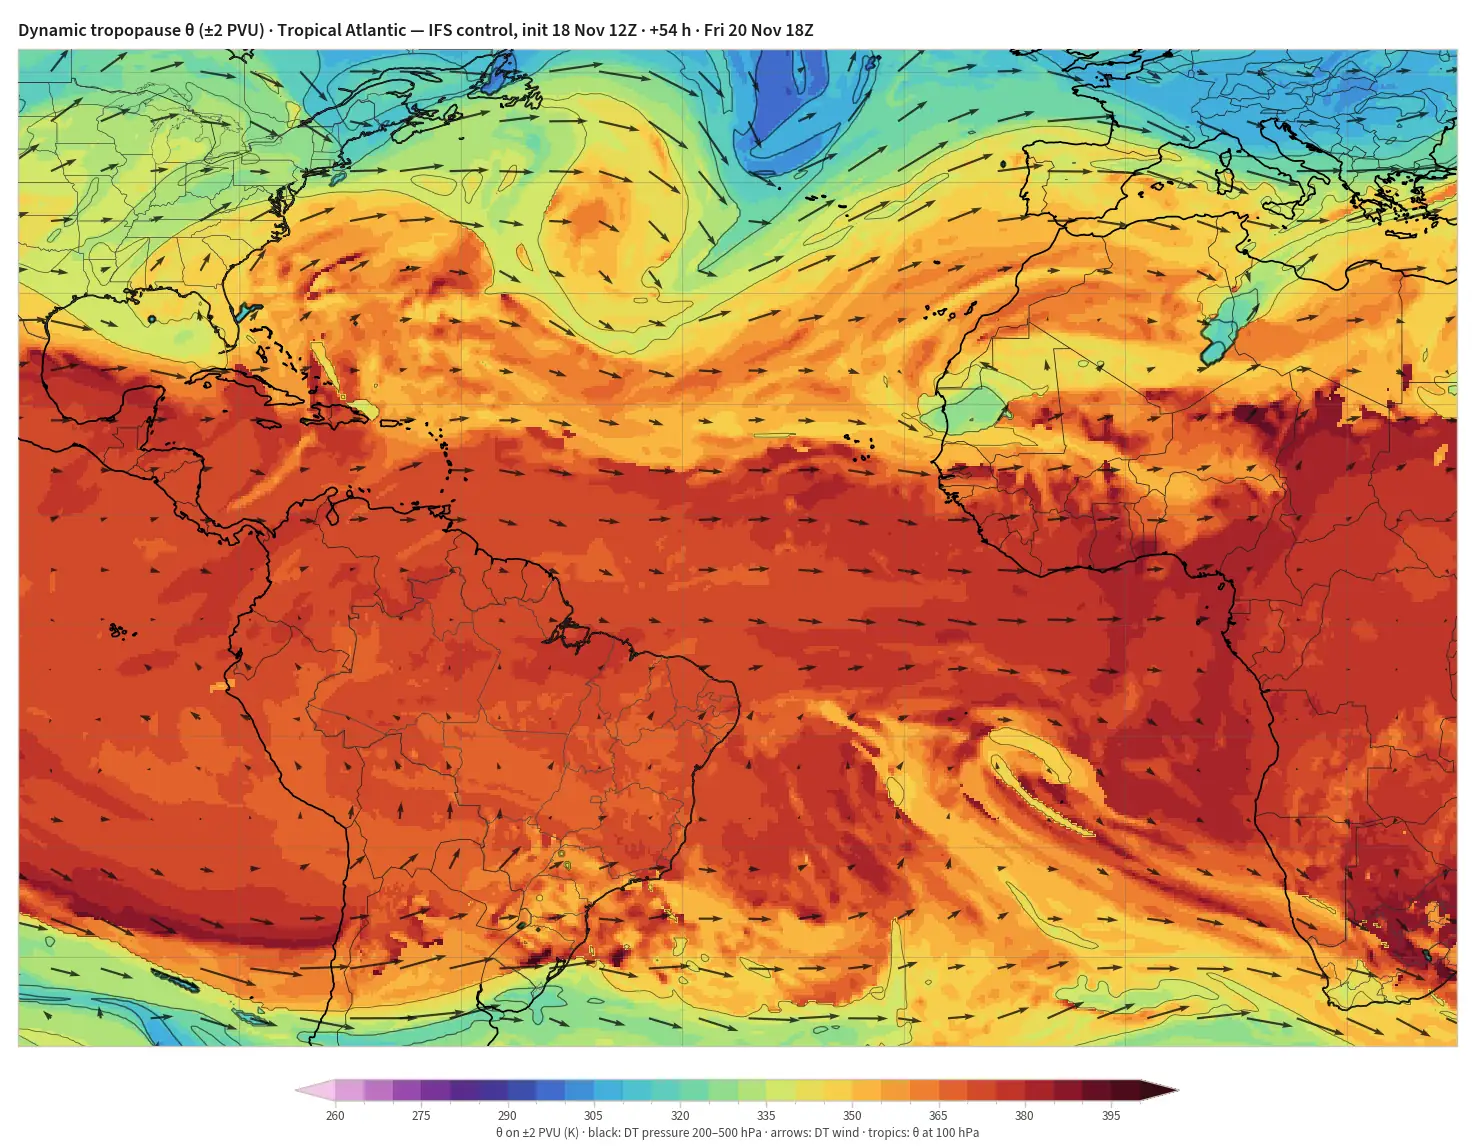 Dynamic tropopause θ (±2 PVU) · Tropical Atlantic — IFS control, init 18 Nov 12Z · +54 h · Fri 20 Nov 18Z
260 275 290 305 320 335 350 365 380 395
θ on ±2 PVU (K) · black: DT pressure 200–500 hPa · arrows: DT wind · tropics: θ at 100 hPa